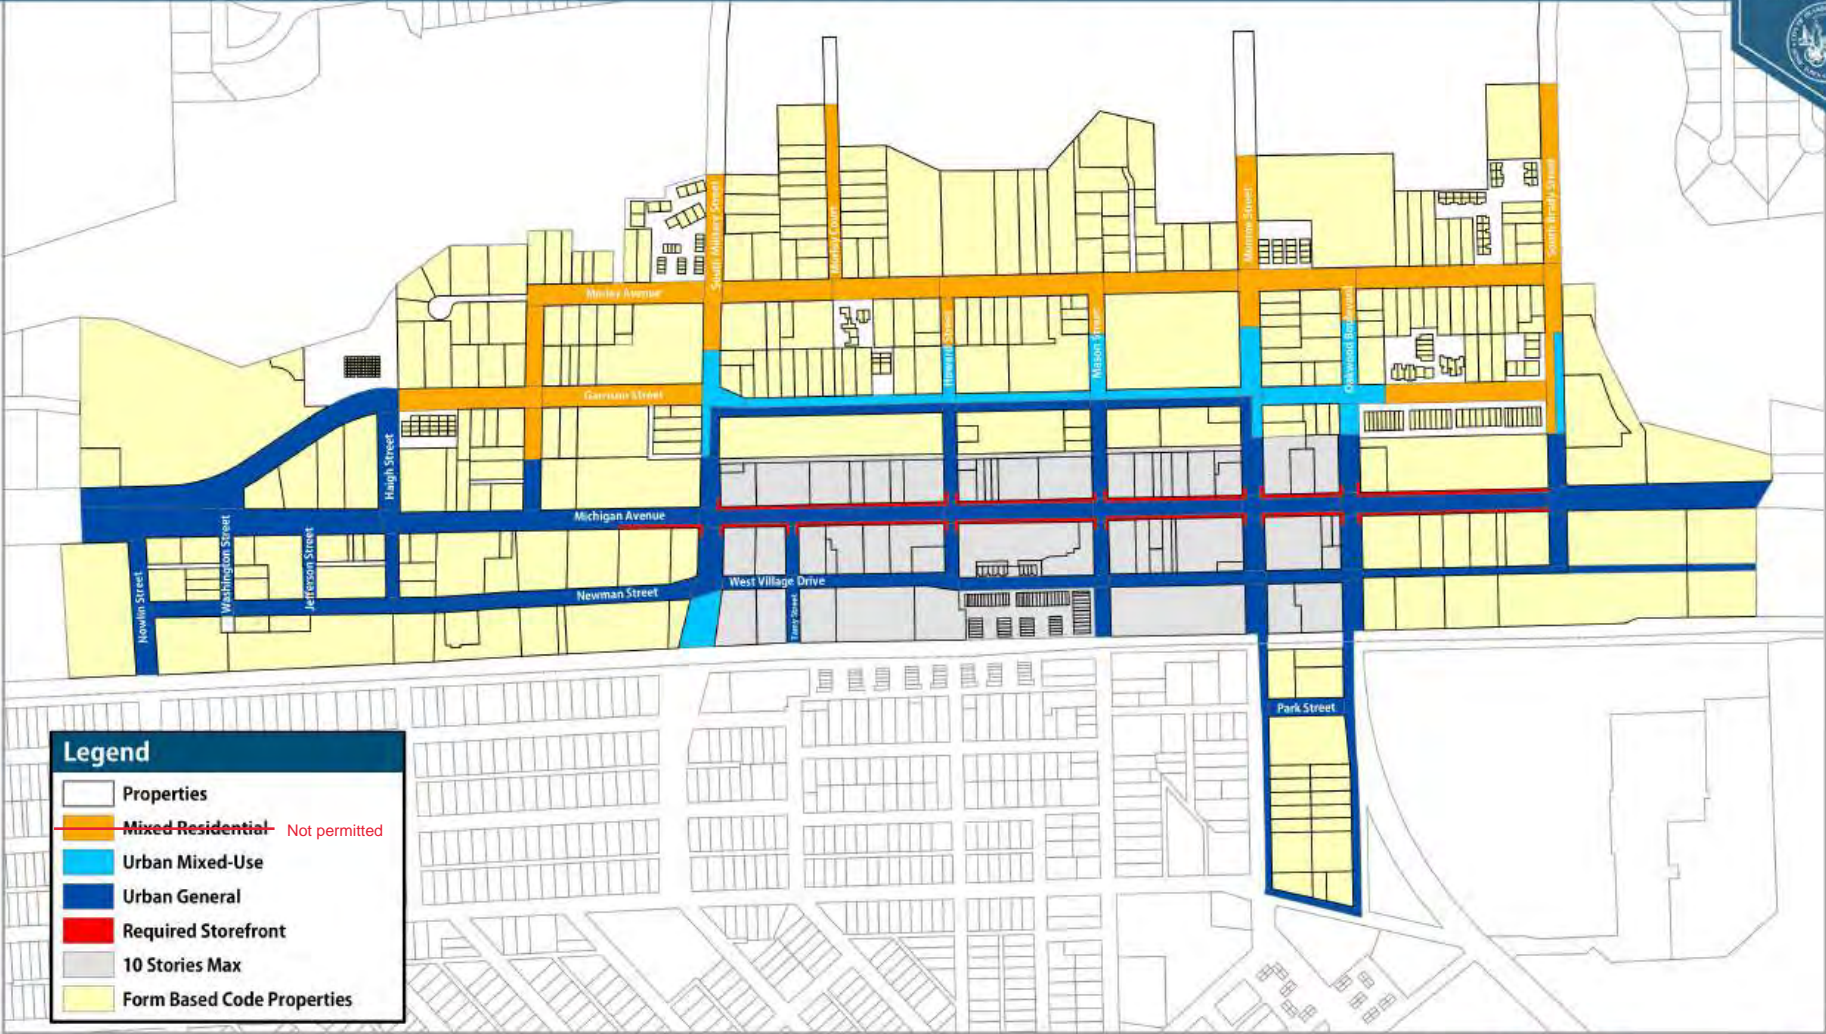 South Military Street
Morley Court
Monroe Street
South Brady Street
Morley Avenue
Howard Street
Mason Street
Oakwood Boulevard
Garrison Street
Haigh Street
Michigan Avenue
Washington Street
Jefferson Street
Nowlin Street
West Village Drive
Newman Street
Park Street
Legend
Properties
Mixed Residential Not permitted
Urban Mixed-Use
Urban General
Required Storefront
10 Stories Max
Form Based Code Properties